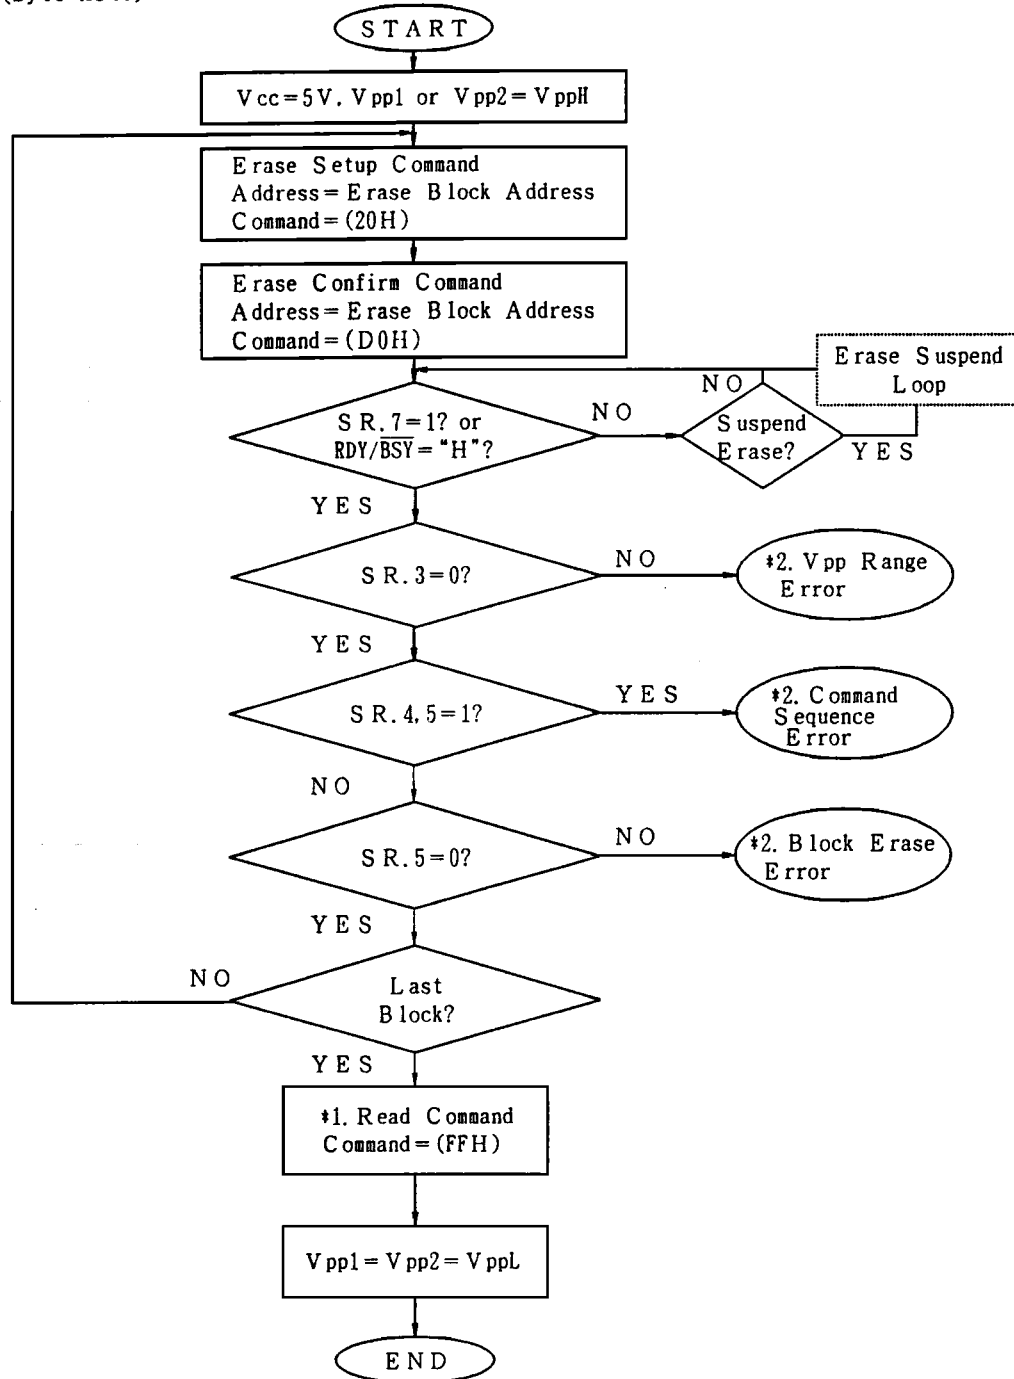 START
Vcc=5V. Vpp1 or Vpp2=VppH
Erase Setup Command
Address=Erase Block Address
Command=(20H)
Erase Confirm Command
Address=Erase Block Address
Command=(D0H)
Erase Suspend
Loop
NO
SR.7=1? or
RDY/BSY="H"?
NO
Suspend
Erase?
YES
YES
SR.3=0?
NO
*2. Vpp Range
Error
YES
SR.4,5=1?
YES
*2. Command
Sequence
Error
NO
SR.5=0?
NO
*2. Block Erase
Error
YES
NO
Last
Block?
YES
*1. Read Command
Command=(FFH)
Vpp1=Vpp2=VppL
END